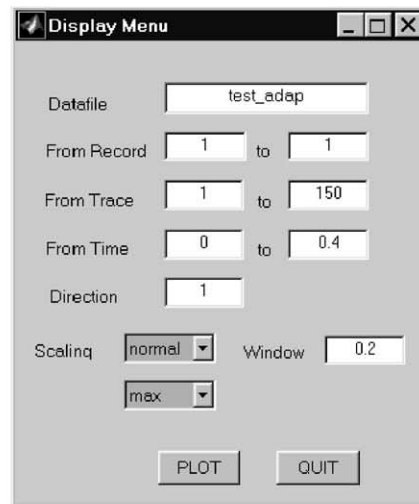 Display Menu
Datafile test_adap
From Record 1 to 1
From Trace 1 to 150
From Time 0 to 0.4
Direction 1
Scaling normal Window 0.2
max
PLOT QUIT